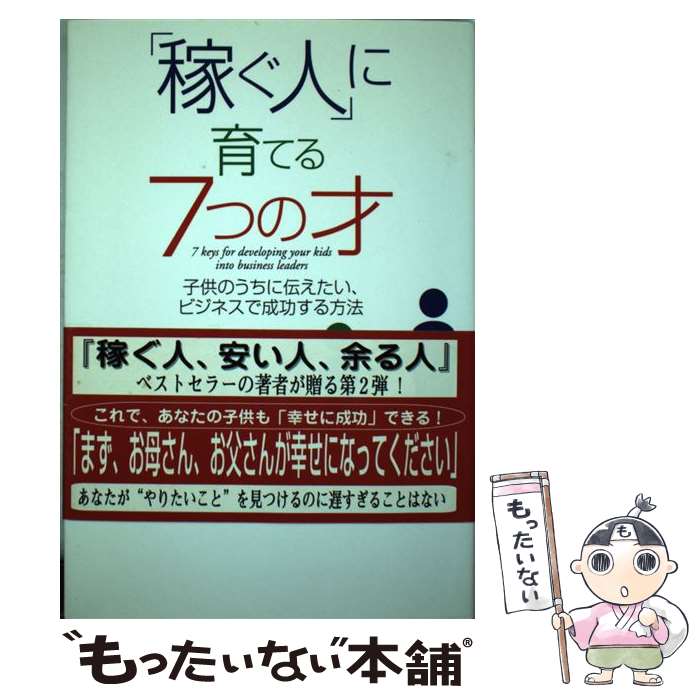 「稼ぐ人」に
育てる
7つの才
7 keys for developing your kids
into business leaders
子供のうちに伝えたい、
ビジネスで成功する方法
『稼ぐ人、安い人、余る人』
ベストセラーの著者が贈る第2弾！
これで、あなたの子供も「幸せに成功」できる！
「まず、お母さん、お父さんが幸せになってください」
あなたが“やりたいこと”を見つけるのに遅すぎることはない
も
もったいない
“もったいない本舗®